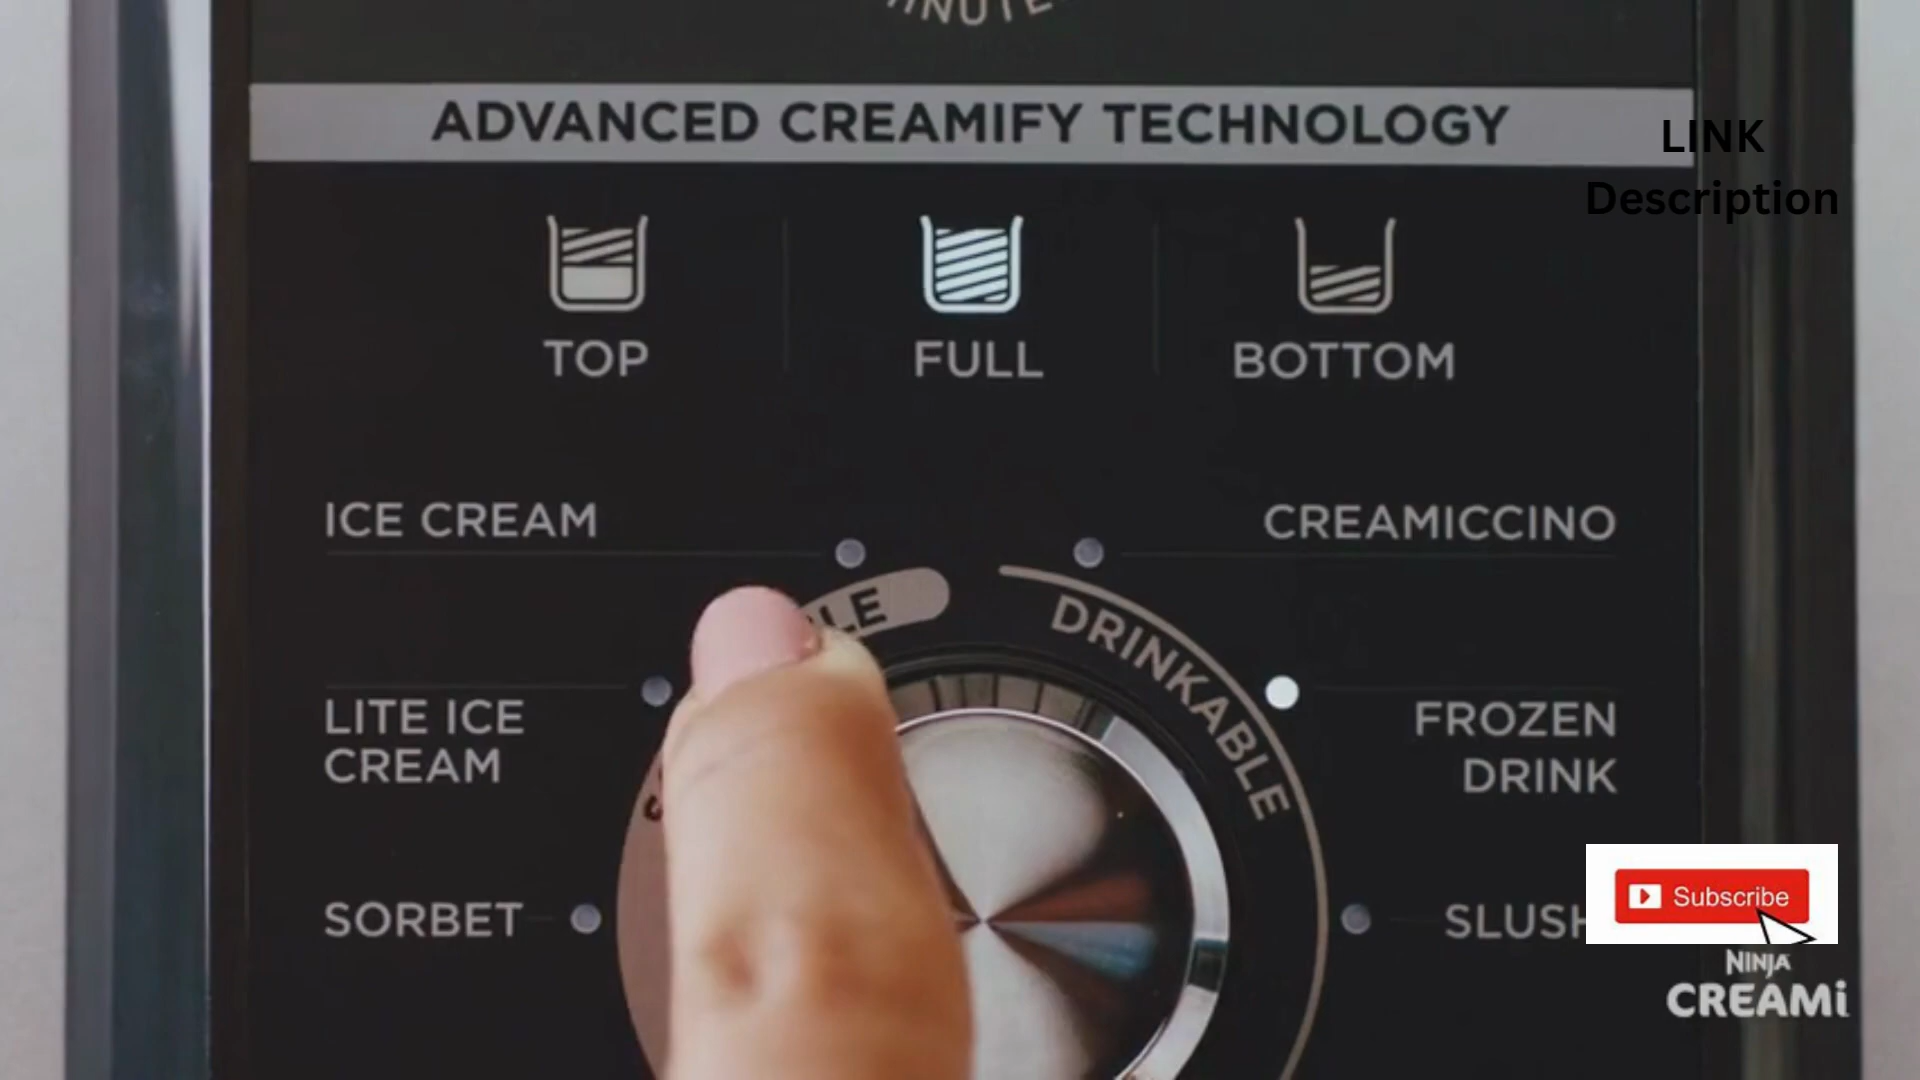 ADVANCED CREAMIFY TECHNOLOGY
LINK
Description
TOP
FULL
BOTTOM
ICE CREAM
CREAMICCINO
DRINKABLE
LITE ICE
CREAM
FROZEN
DRINK
SORBET
SLUSH
Subscribe
NINJA
CREAMi